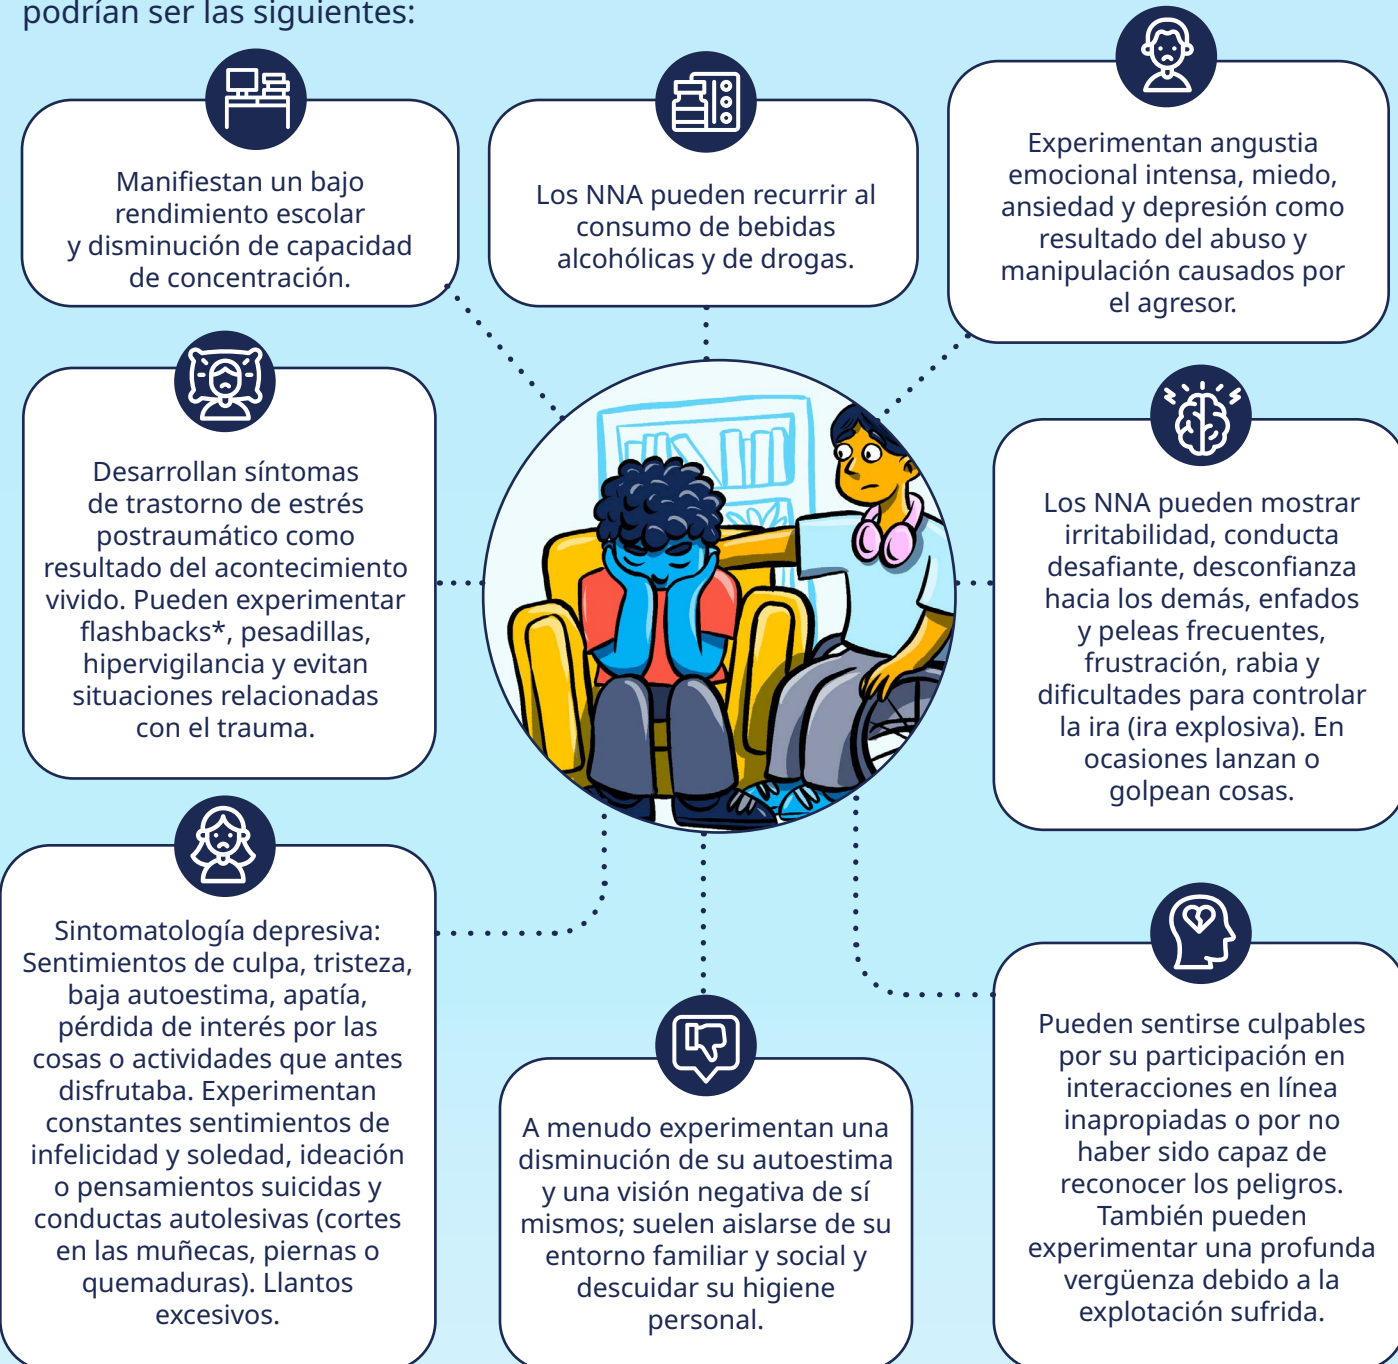 podrían ser las siguientes:
Manifiestan un bajo
rendimiento escolar
y disminución de capacidad
de concentración.
Los NNA pueden recurrir al
consumo de bebidas
alcohólicas y de drogas.
Experimentan angustia
emocional intensa, miedo,
ansiedad y depresión como
resultado del abuso y
manipulación causados por
el agresor.
Desarrollan síntomas
de trastorno de estrés
postraumático como
resultado del acontecimiento
vivido. Pueden experimentar
flashbacks*, pesadillas,
hipervigilancia y evitan
situaciones relacionadas
con el trauma.
Los NNA pueden mostrar
irritabilidad, conducta
desafiante, desconfianza
hacia los demás, enfados
y peleas frecuentes,
frustración, rabia y
dificultades para controlar
la ira (ira explosiva). En
ocasiones lanzan o
golpean cosas.
Sintomatología depresiva:
Sentimientos de culpa, tristeza,
baja autoestima, apatía,
pérdida de interés por las
cosas o actividades que antes
disfrutaba. Experimentan
constantes sentimientos de
infelicidad y soledad, ideación
o pensamientos suicidas y
conductas autolesivas (cortes
en las muñecas, piernas o
quemaduras). Llantos
excesivos.
A menudo experimentan una
disminución de su autoestima
y una visión negativa de sí
mismos; suelen aislarse de su
entorno familiar y social y
descuidar su higiene
personal.
Pueden sentirse culpables
por su participación en
interacciones en línea
inapropiadas o por no
haber sido capaz de
reconocer los peligros.
También pueden
experimentar una profunda
vergüenza debido a la
explotación sufrida.